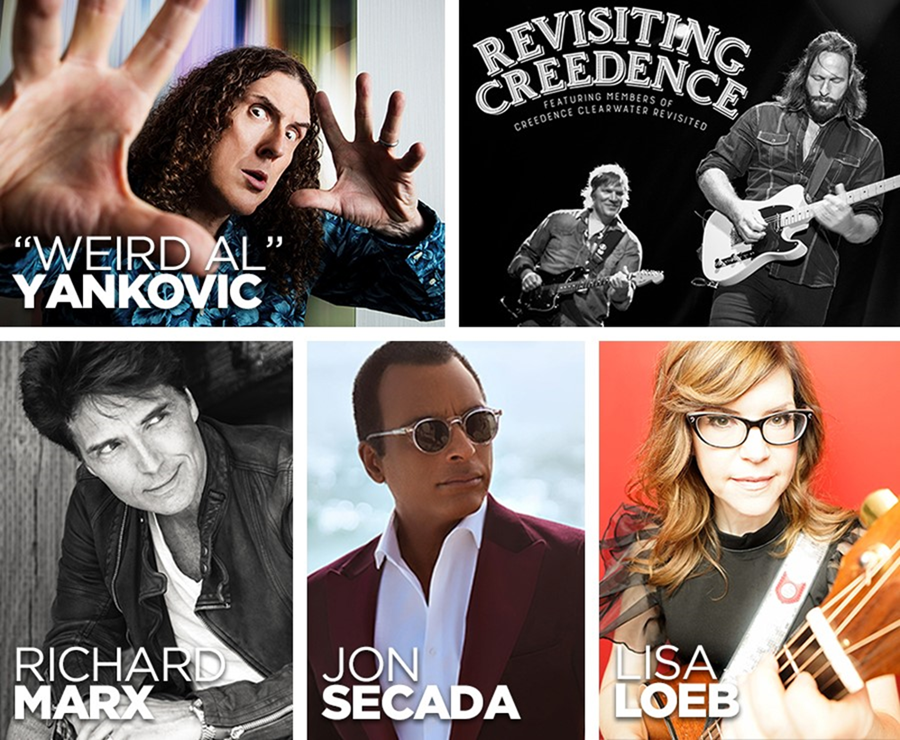 "WEIRD AL"
YANKOVIC
REVISITING
CREEDENCE
FEATURING MEMBERS OF
CREEDENCE CLEARWATER REVISITED
RICHARD
MARX
JON
SECADA
LISA
LOEB